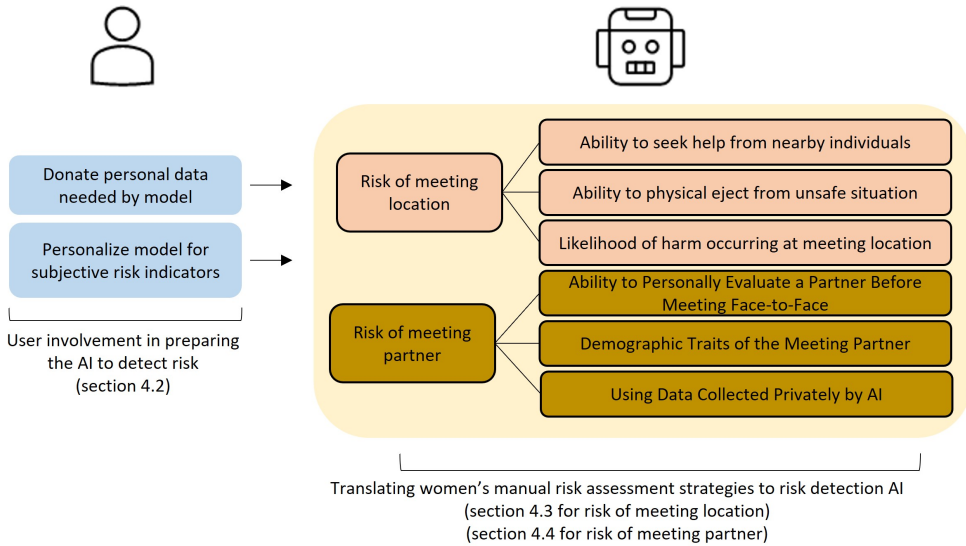 Donate personal data
needed by model
Personalize model for
subjective risk indicators
User involvement in preparing
the AI to detect risk
(section 4.2)
Risk of meeting
location
Ability to seek help from nearby individuals
Ability to physical eject from unsafe situation
Likelihood of harm occurring at meeting location
Risk of meeting
partner
Ability to Personally Evaluate a Partner Before
Meeting Face-to-Face
Demographic Traits of the Meeting Partner
Using Data Collected Privately by AI
Translating women's manual risk assessment strategies to risk detection AI
(section 4.3 for risk of meeting location)
(section 4.4 for risk of meeting partner)